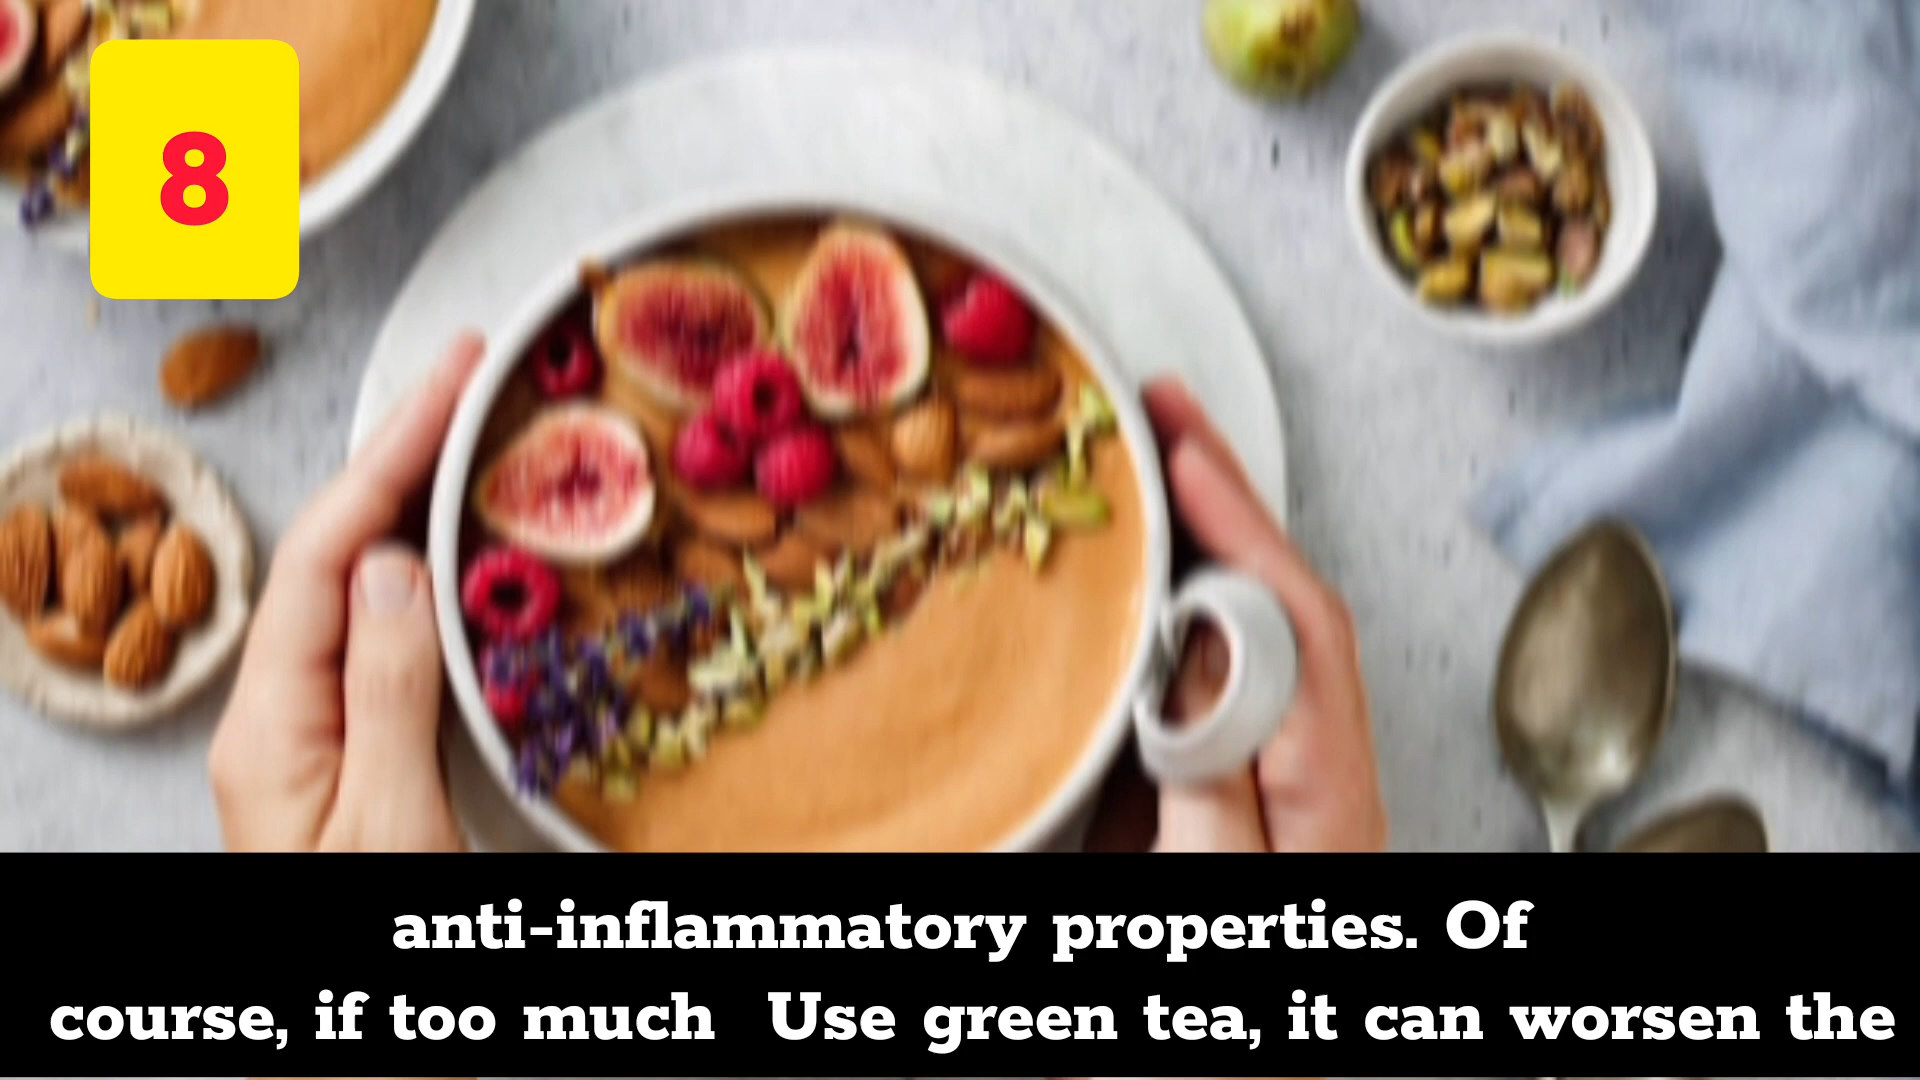 8
anti-inflammatory properties. Of
course, if too much  Use green tea, it can worsen the